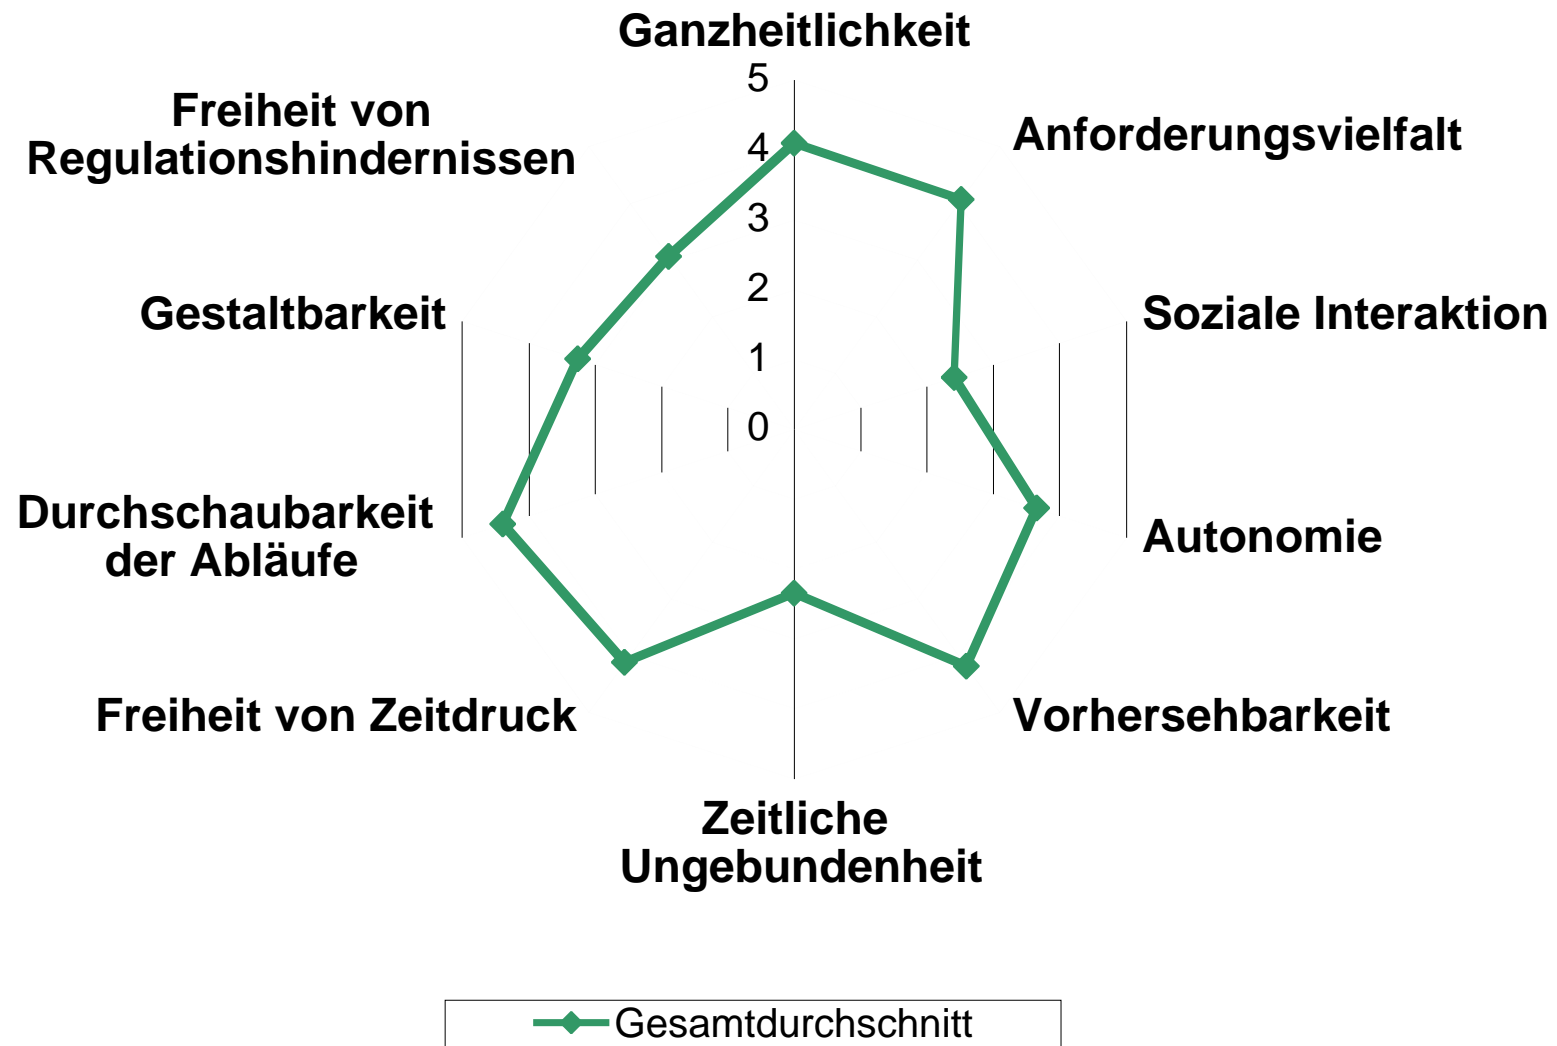 Ganzheitlichkeit
5
Freiheit von
Regulationshindernissen
Anforderungsvielfalt
4
3
2
Gestaltbarkeit
Soziale Interaktion
1
0
Durchschaubarkeit
der Abläufe
Autonomie
Freiheit von Zeitdruck
Vorhersehbarkeit
Zeitliche
Ungebundenheit
Gesamtdurchschnitt